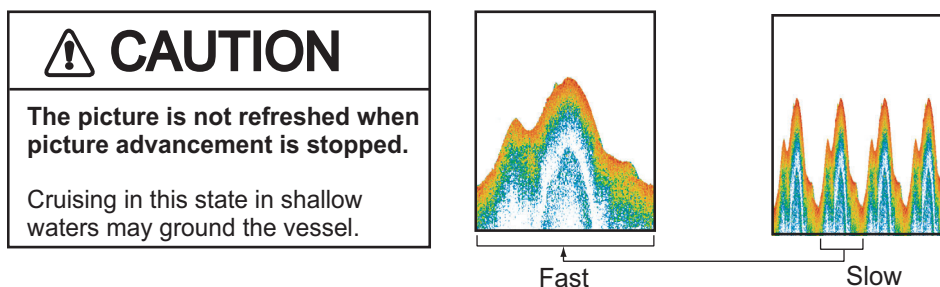 CAUTION
The picture is not refreshed when
picture advancement is stopped.
Cruising in this state in shallow
waters may ground the vessel.
Fast
Slow